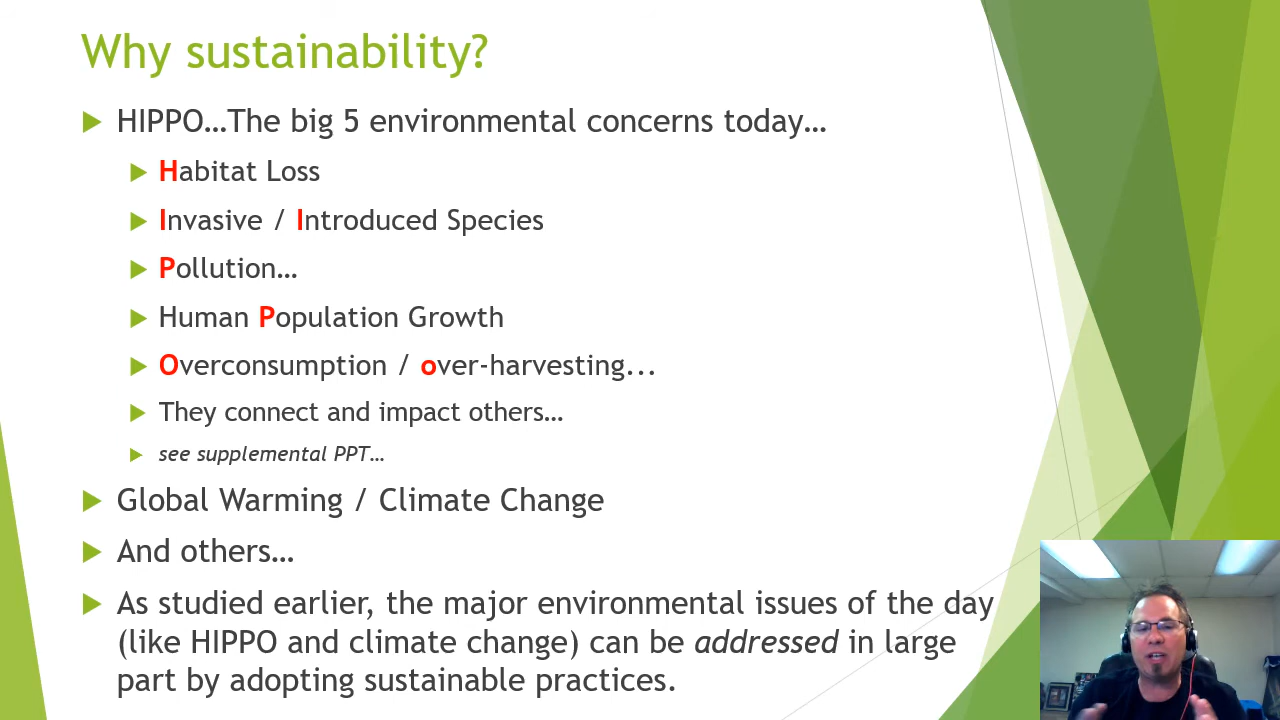 Why sustainability?
HIPPO…The big 5 environmental concerns today…
Habitat Loss
Invasive / Introduced Species
Pollution…
Human Population Growth
Overconsumption / over-harvesting...
They connect and impact others…
see supplemental PPT…
Global Warming / Climate Change
And others…
As studied earlier, the major environmental issues of the day
(like HIPPO and climate change) can be addressed in large
part by adopting sustainable practices.